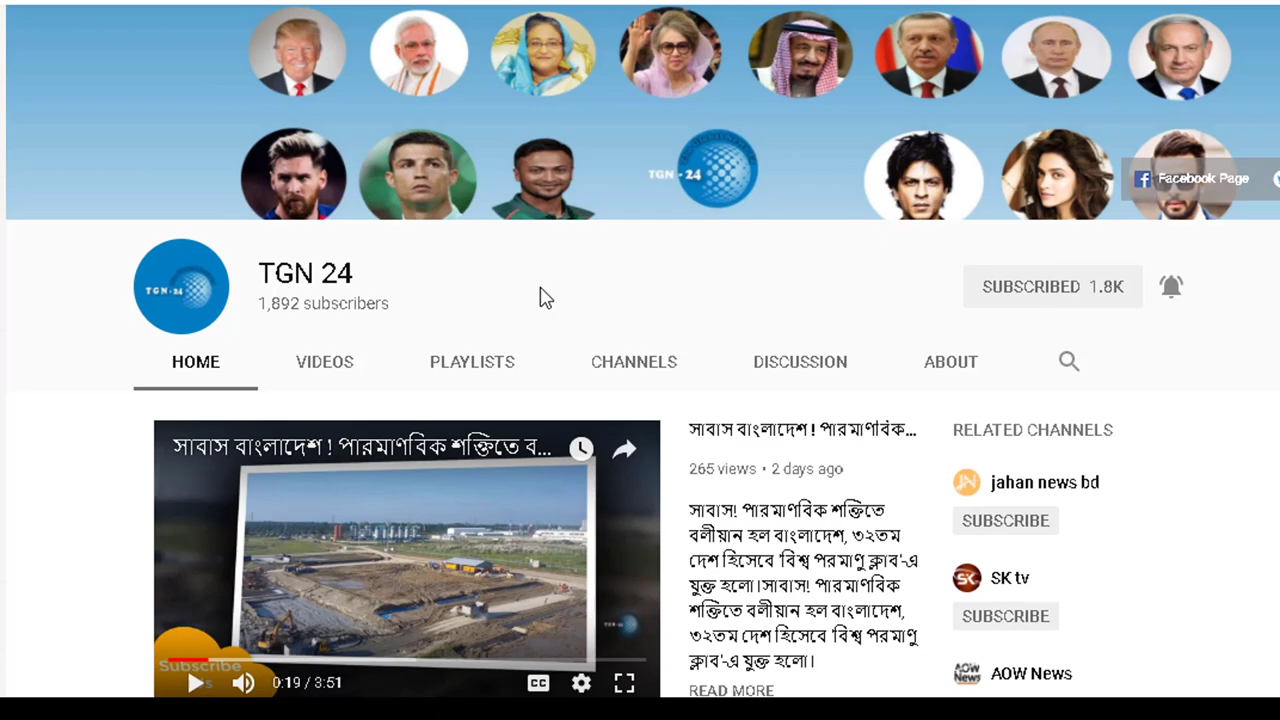 TGN - 24
Facebook Page
TGN-24
TGN 24
1,892 subscribers
SUBSCRIBED 1.8K
HOME
VIDEOS
PLAYLISTS
CHANNELS
DISCUSSION
ABOUT
সাবাস বাংলাদেশ ! পারমাণবিক শক্তিতে ব...
Subscribe
CC
0:19 / 3:51
সাবাস বাংলাদেশ ! পারমাণবিক...
265 views • 2 days ago
সাবাস! পারমাণবিক শক্তিতে
বলীয়ান হল বাংলাদেশ, ৩২তম
দেশ হিসেবে 'বিশ্ব পরমাণু ক্লাব'-এ
যুক্ত হলো।সাবাস! পারমাণবিক
শক্তিতে বলীয়ান হল বাংলাদেশ,
৩২তম দেশ হিসেবে 'বিশ্ব পরমাণু
ক্লাব'-এ যুক্ত হলো।
READ MORE
RELATED CHANNELS
JN
jahan news bd
SUBSCRIBE
SK
SK tv
SUBSCRIBE
AOW
News
AOW News